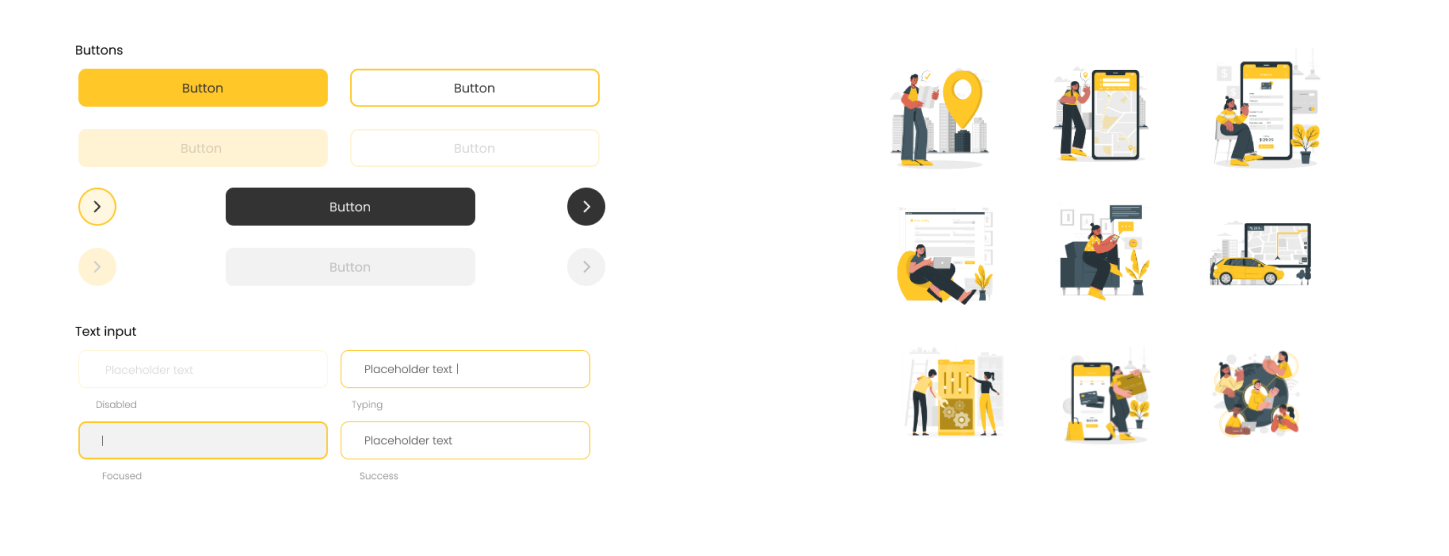 Buttons
Button
Button
Button
Button
Button
Button
Text input
Placeholder text
Placeholder text |
Disabled
Typing
|
Placeholder text
Focused
Success